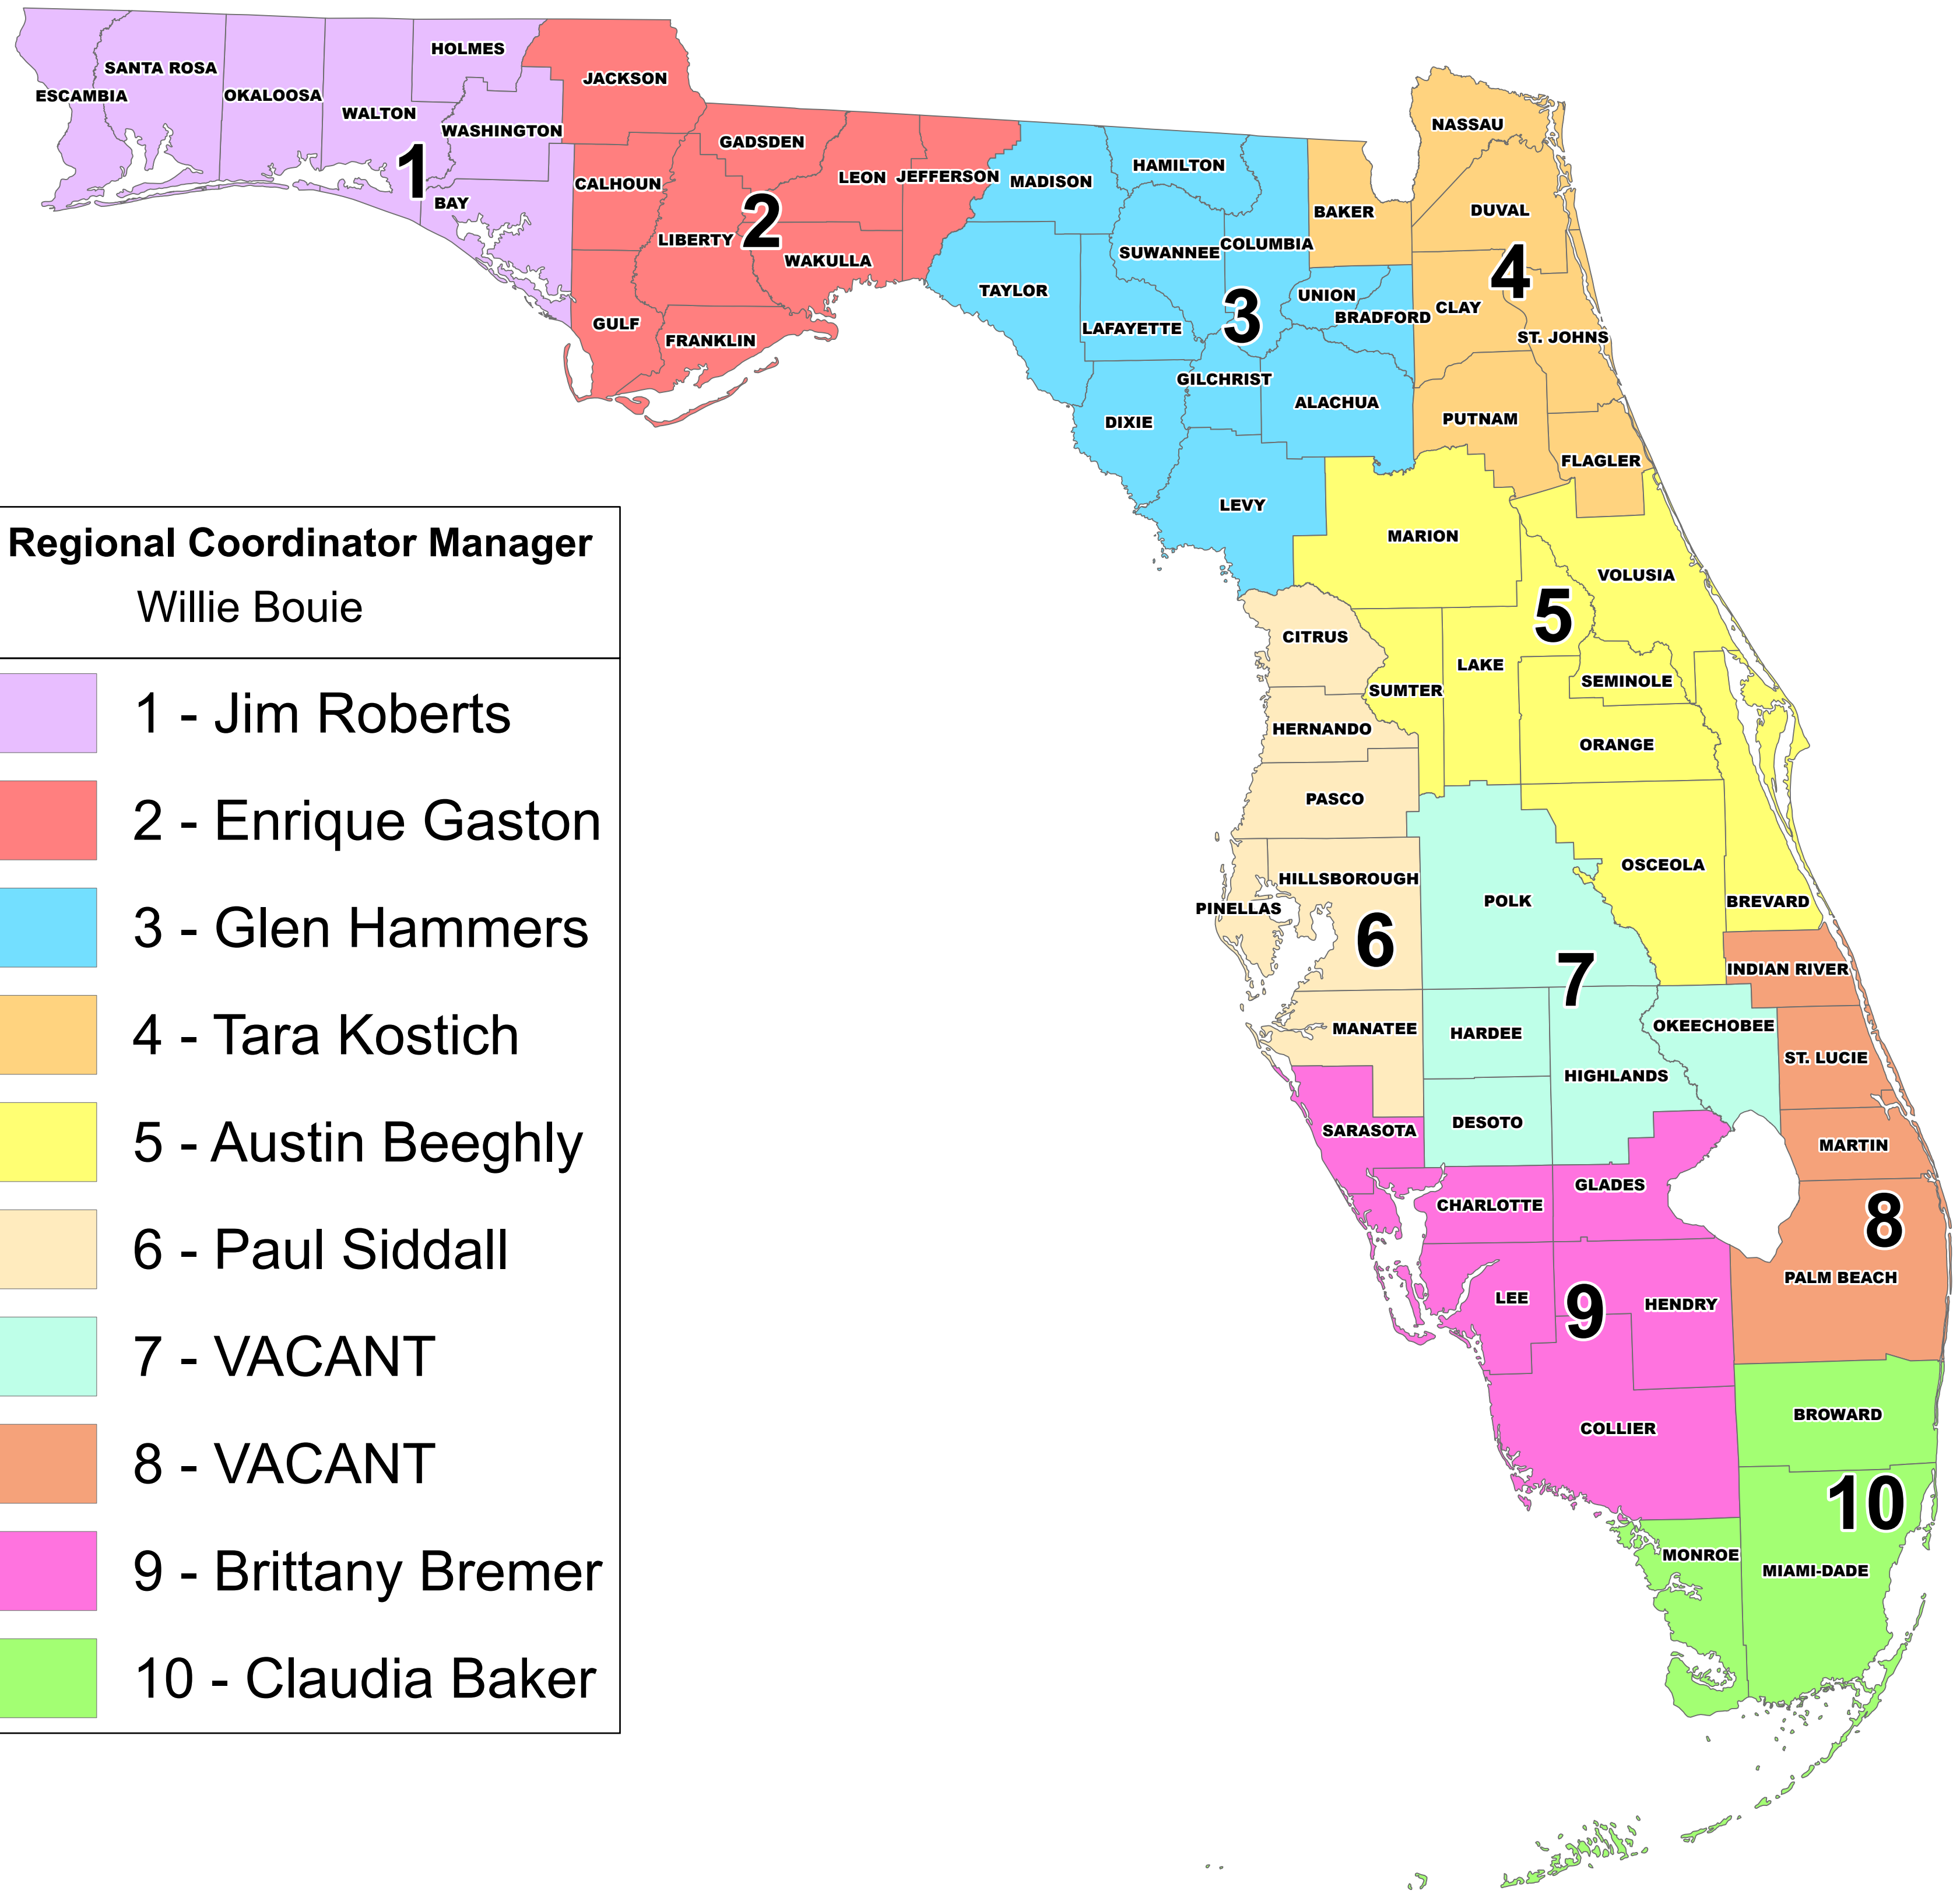 HOLMES
SANTA ROSA
JACKSON
ESCAMBIA
OKALOOSA
WALTON
WASHINGTON
1
BAY
GADSDEN
CALHOUN
LEON
JEFFERSON
2
LIBERTY
WAKULLA
GULF
FRANKLIN
MADISON
HAMILTON
SUWANNEE
COLUMBIA
TAYLOR
LAFAYETTE
3
UNION
BRADFORD
GILCHRIST
ALACHUA
DIXIE
LEVY
NASSAU
BAKER
DUVAL
4
CLAY
ST. JOHNS
PUTNAM
FLAGLER
MARION
VOLUSIA
5
LAKE
SUMTER
SEMINOLE
ORANGE
OSCEOLA
BREVARD
CITRUS
HERNANDO
PASCO
HILLSBOROUGH
PINELLAS
6
MANATEE
POLK
7
HARDEE
HIGHLANDS
OKEECHOBEE
DESOTO
INDIAN RIVER
ST. LUCIE
MARTIN
8
PALM BEACH
SARASOTA
CHARLOTTE
GLADES
LEE
9
HENDRY
COLLIER
BROWARD
10
MONROE
MIAMI-DADE
Regional Coordinator Manager
Willie Bouie
1 - Jim Roberts
2 - Enrique Gaston
3 - Glen Hammers
4 - Tara Kostich
5 - Austin Beeghly
6 - Paul Siddall
7 - VACANT
8 - VACANT
9 - Brittany Bremer
10 - Claudia Baker